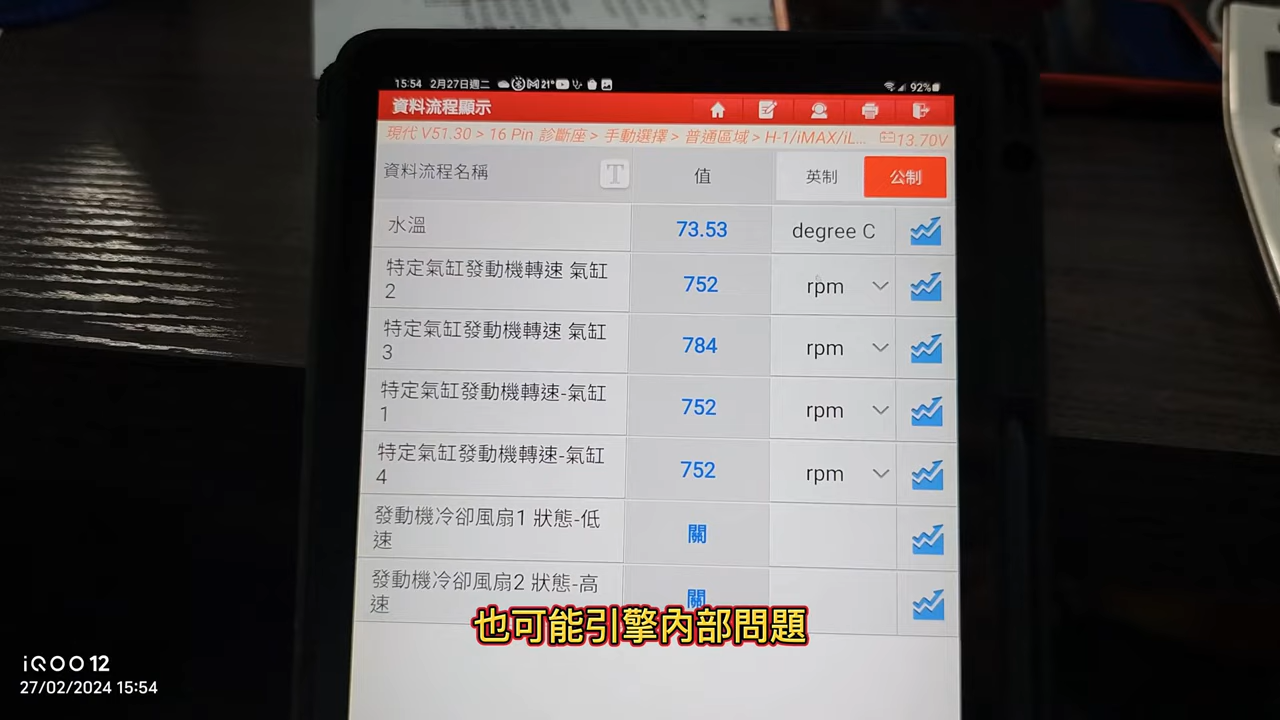 15:54 2月27日週二 21° 92%
資料流程顯示
現代 V51.30 > 16 Pin 診斷座 > 手動選擇 > 普通區域 > H-1/iMAX/iL... 13.70V
資料流程名稱 T 值 英制 公制
水溫 73.53 degree C
特定氣缸發動機轉速 氣缸
2 752 rpm
特定氣缸發動機轉速 氣缸
3 784 rpm
特定氣缸發動機轉速-氣缸
1 752 rpm
特定氣缸發動機轉速-氣缸
4 752 rpm
發動機冷卻風扇1 狀態-低
速 關
發動機冷卻風扇2 狀態-高
速 關
也可能引擎內部問題
iQOO 12
27/02/2024 15:54